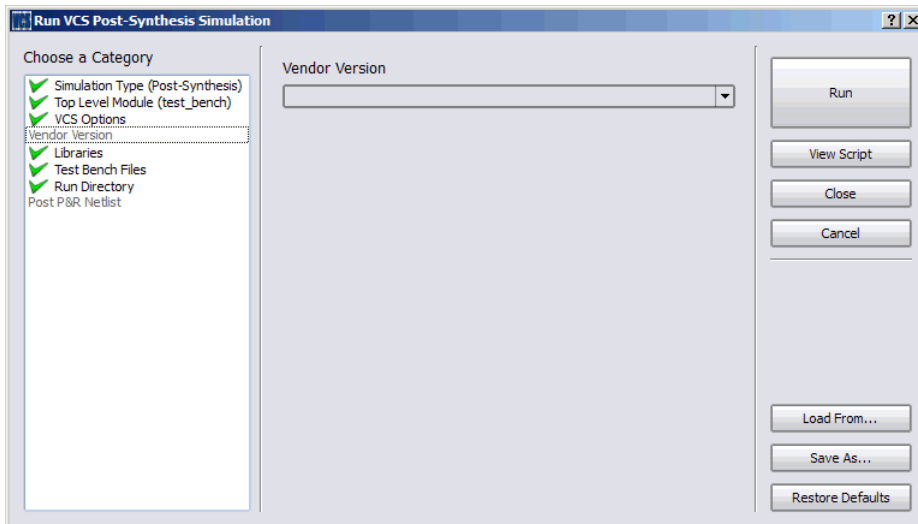 Run VCS Post-Synthesis Simulation
Choose a Category
Simulation Type (Post-Synthesis)
Top Level Module (test_bench)
VCS Options
Vendor Version
Libraries
Test Bench Files
Run Directory
Post P&R Netlist
Vendor Version
Run
View Script
Close
Cancel
Load From...
Save As...
Restore Defaults